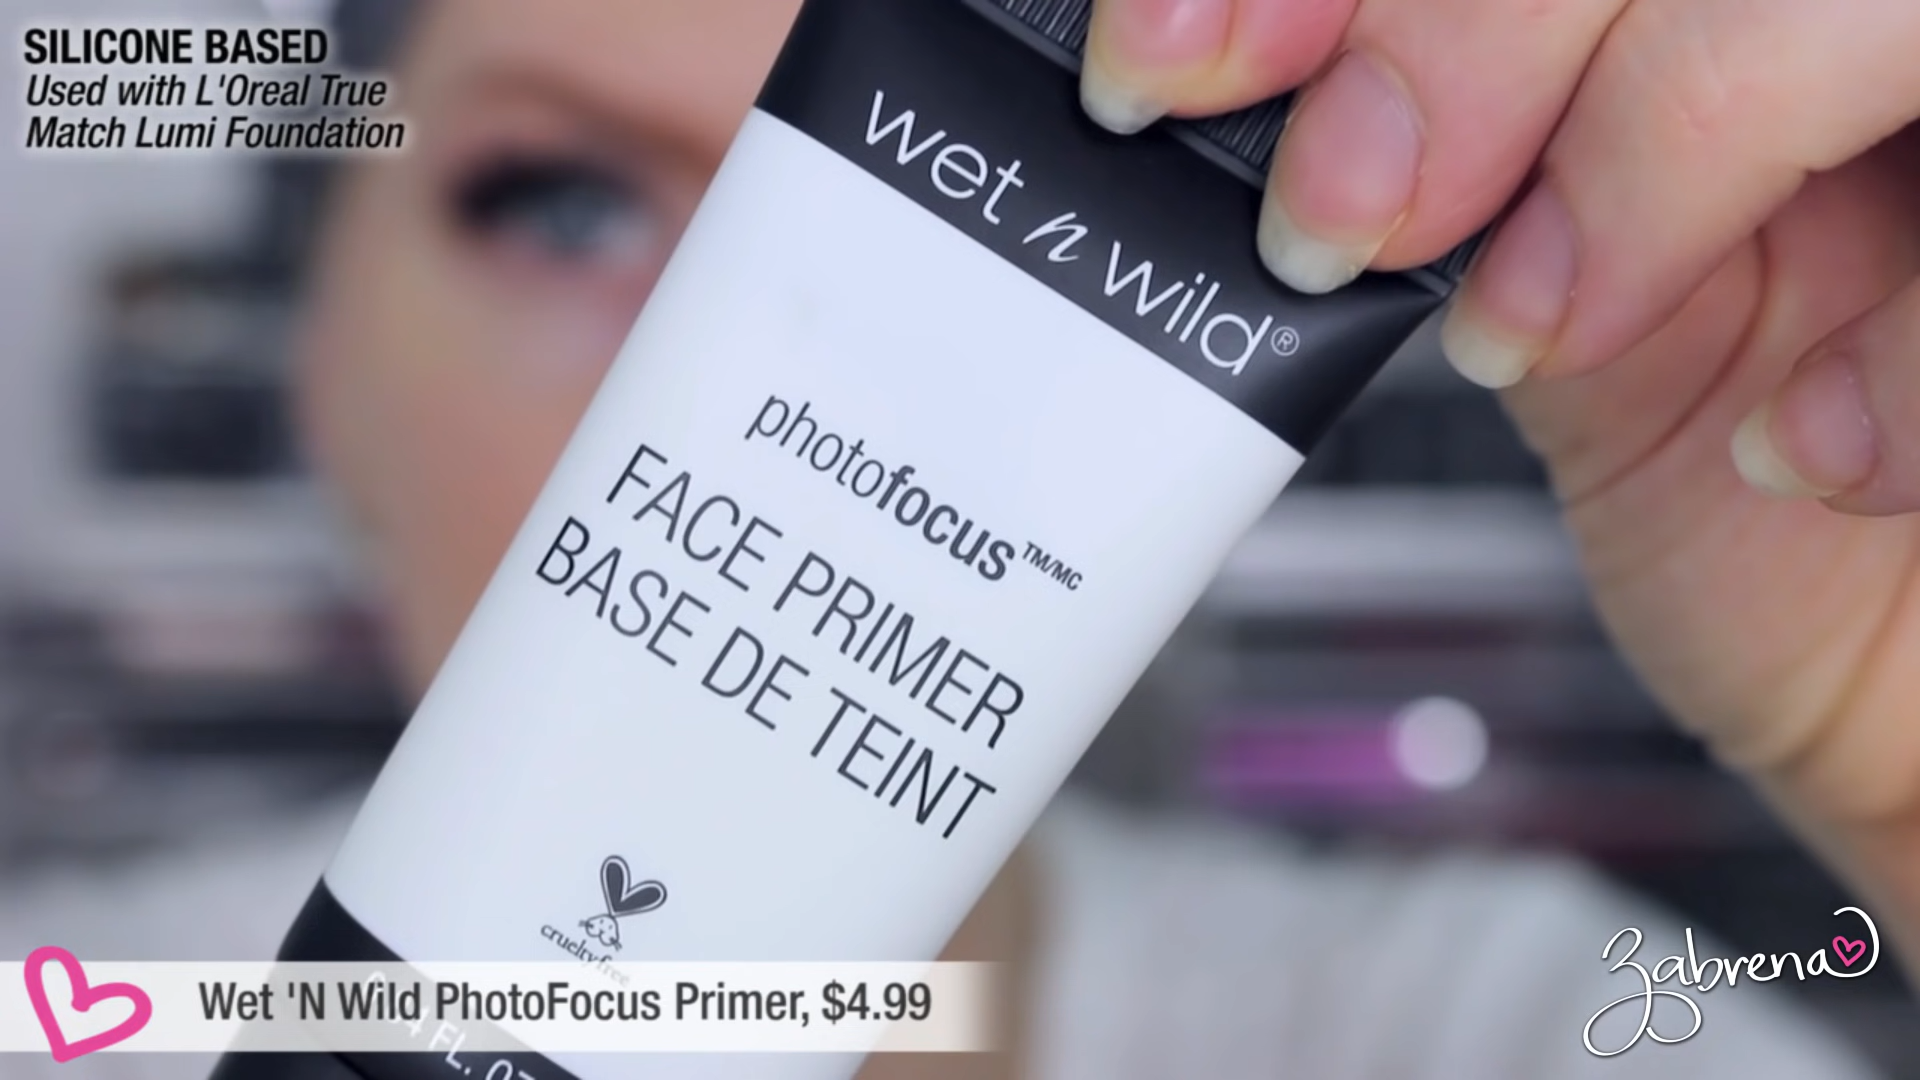 SILICONE BASED
Used with L'Oreal True
Match Lumi Foundation
wet n wild®
photofocus™/MC
FACE PRIMER
BASE DE TEINT
cruelty free
Wet 'N Wild PhotoFocus Primer, $4.99
FL.
Zabrena